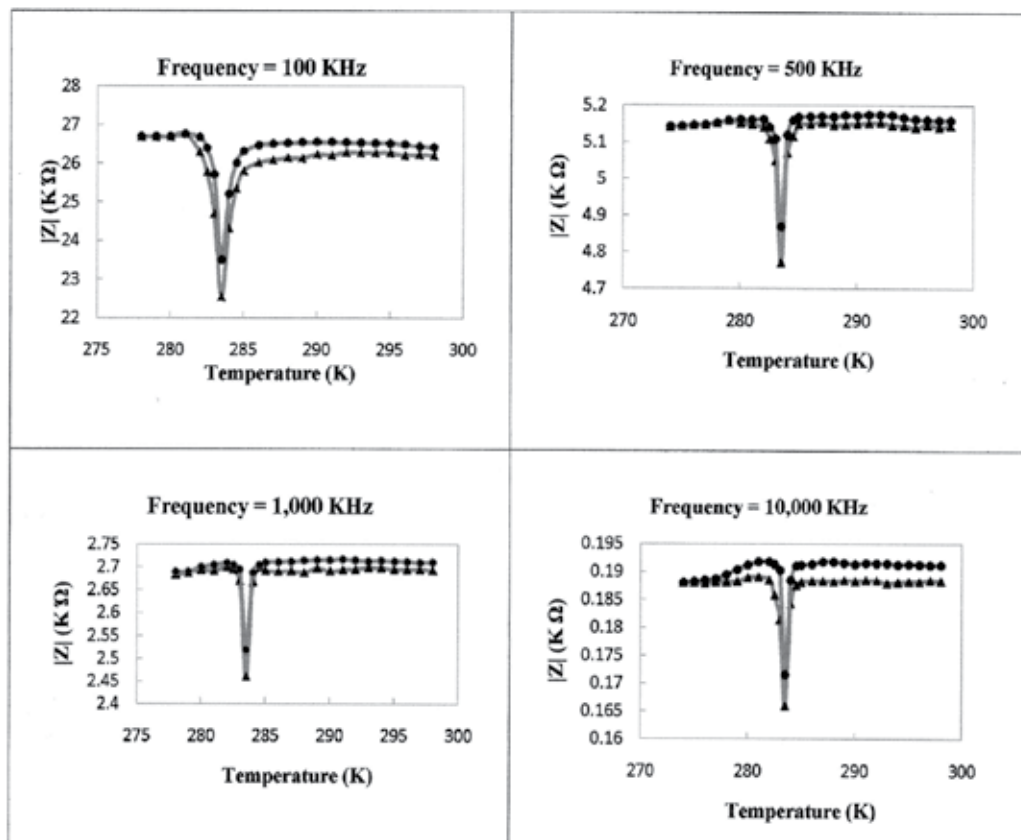 Frequency = 100 KHz
28
27
26
25
24
23
22
|Z| (K Ω)
275 280 285 290 295 300
Temperature (K)
Frequency = 500 KHz
5.2
5.1
5
4.9
4.8
4.7
|Z| (K Ω)
270 280 290 300
Temperature (K)
Frequency = 1,000 KHz
2.75
2.7
2.65
2.6
2.55
2.5
2.45
2.4
|Z| (K Ω)
275 280 285 290 295 300
Temperature (K)
Frequency = 10,000 KHz
0.195
0.19
0.185
0.18
0.175
0.17
0.165
0.16
|Z| (K Ω)
270 280 290 300
Temperature (K)